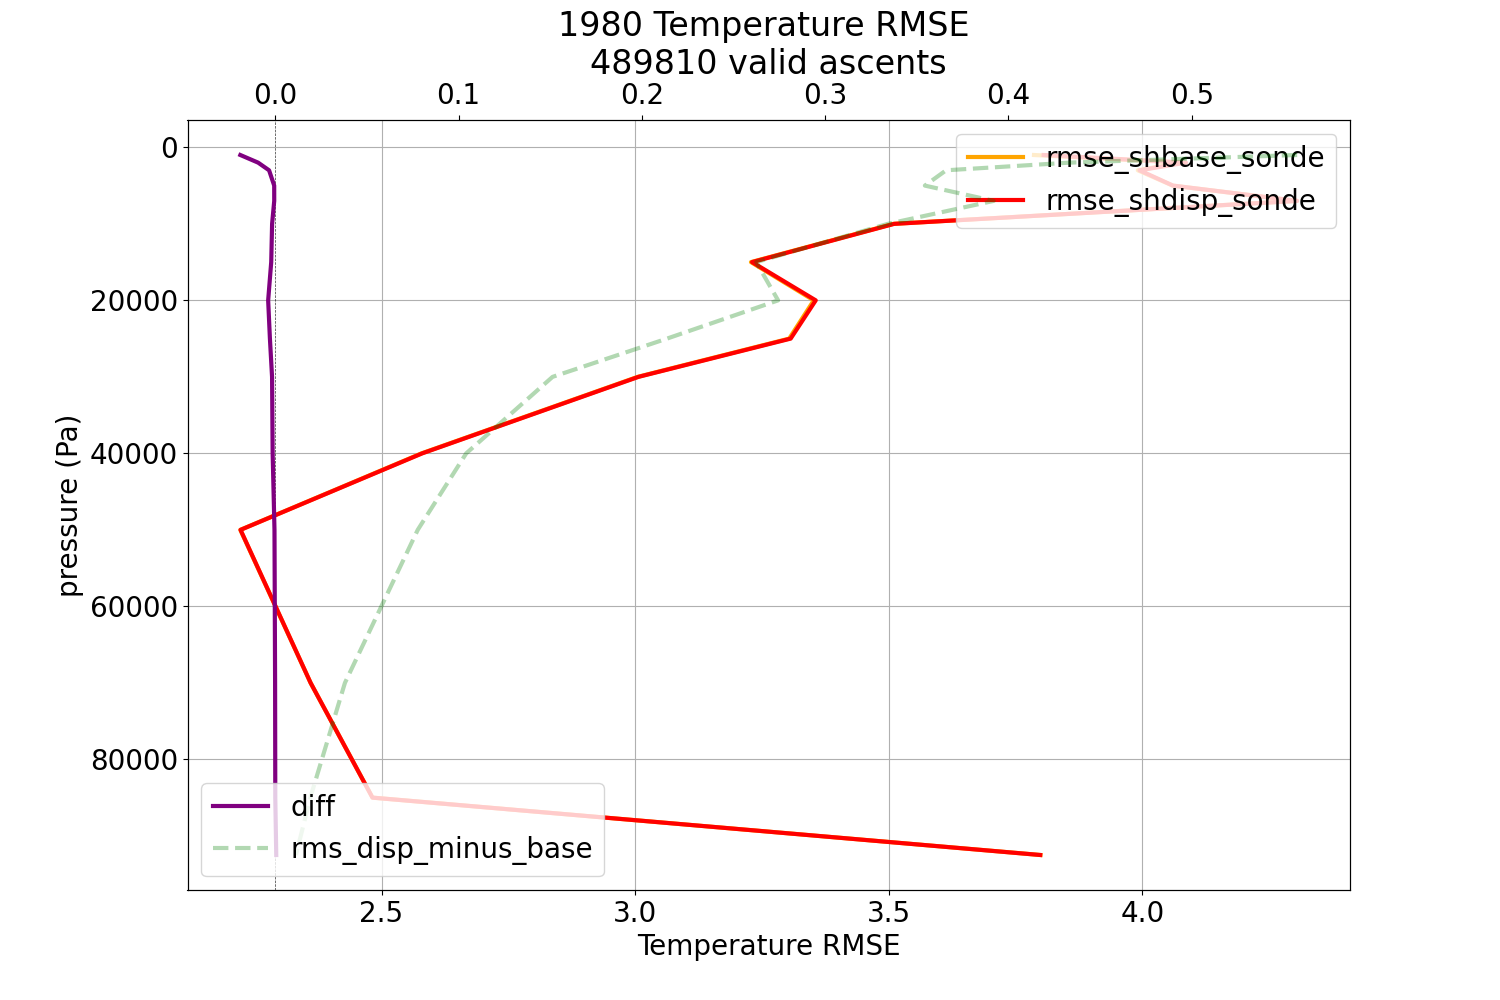 1980 Temperature RMSE
489810 valid ascents
0.0 0.1 0.2 0.3 0.4 0.5
rmse_shbase_sonde
rmse_shdisp_sonde
0
20000
40000
60000
80000
pressure (Pa)
diff
rms_disp_minus_base
2.5 3.0 3.5 4.0
Temperature RMSE